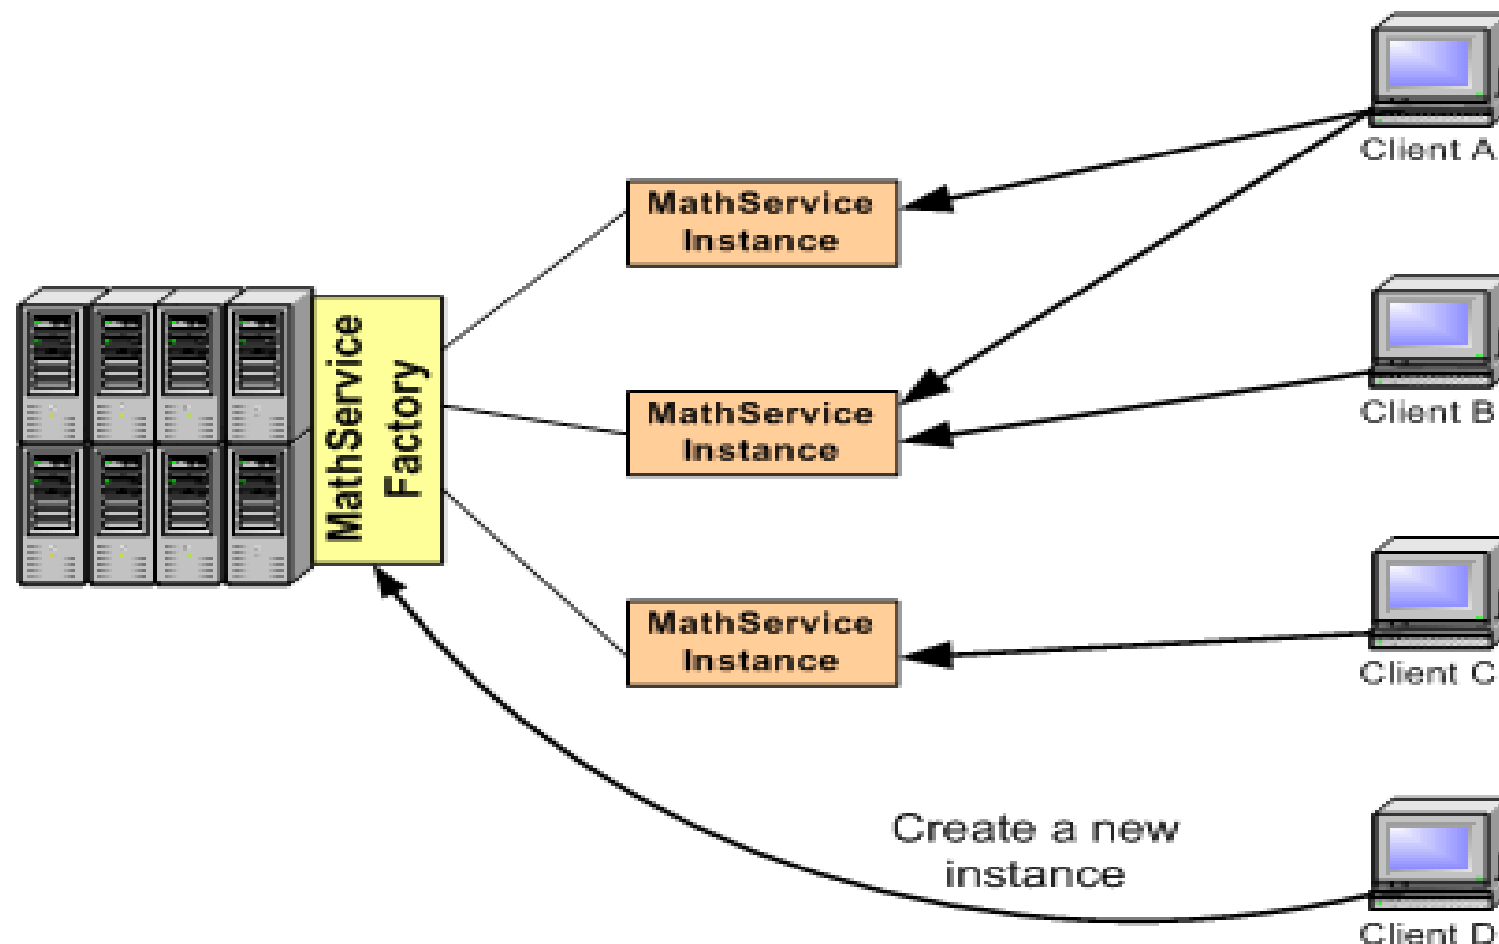 Client A
MathService
Instance
MathService
Factory
MathService
Instance
Client B
MathService
Instance
Client C
Create a new
instance
Client D